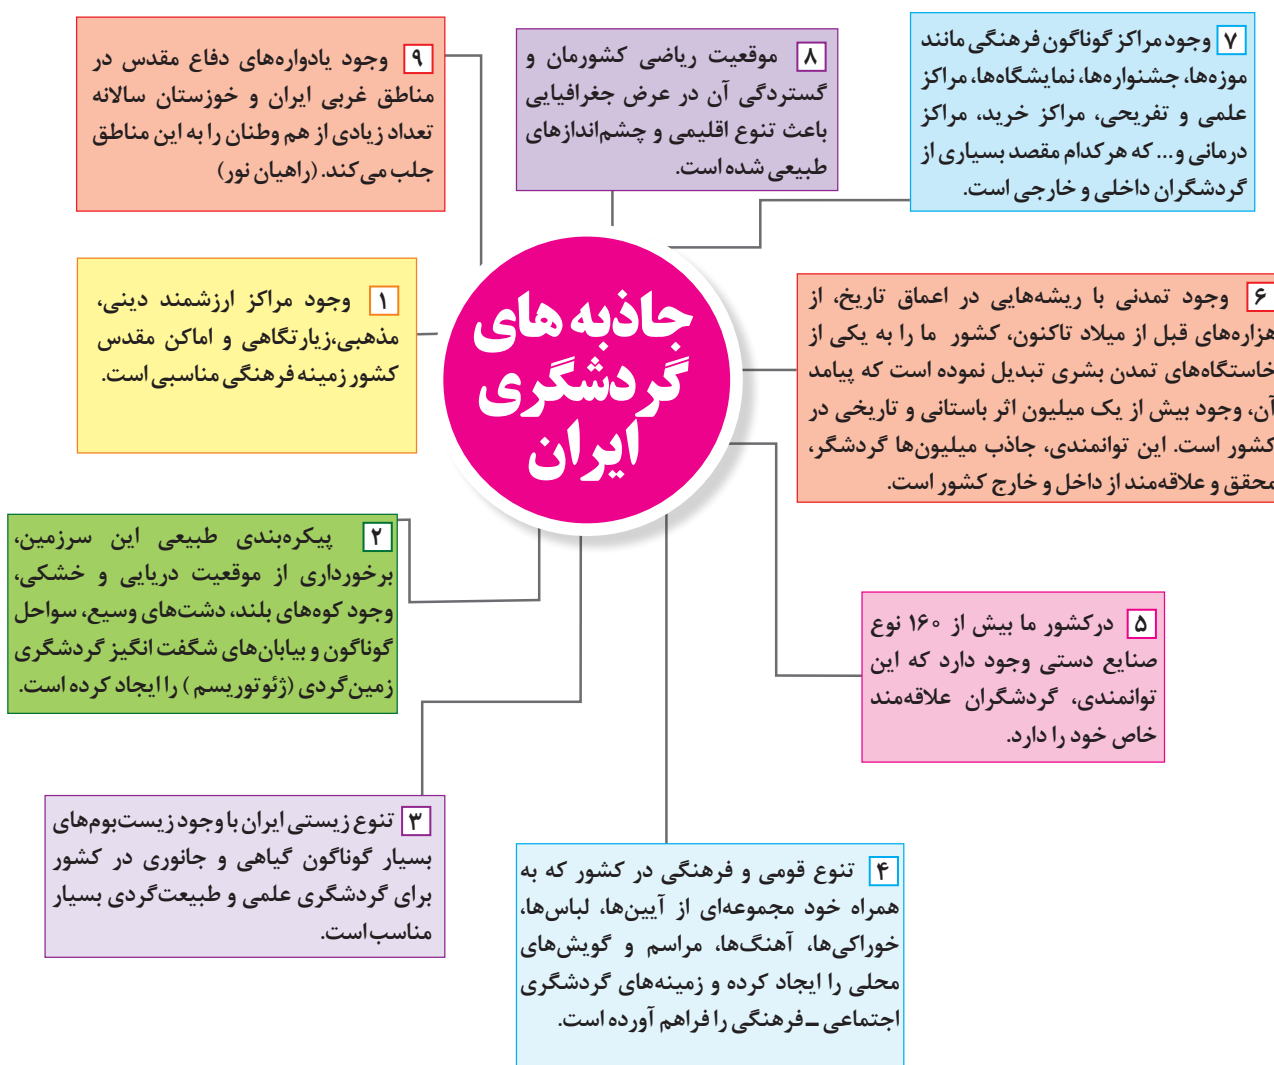 جاذبه های
گردشگری
ایران
۱ وجود مراکز ارزشمند دینی،
مذهبی،زیارتگاهی و اماکن مقدس
کشور زمینه فرهنگی مناسبی است.
۲ پیکره‌بندی طبیعی این سرزمین،
برخورداری از موقعیت دریایی و خشکی،
وجود کوه‌های بلند، دشت‌های وسیع، سواحل
گوناگون و بیابان‌های شگفت انگیز گردشگری
زمین‌گردی (ژئوتوریسم ) را ایجاد کرده است.
۳ تنوع زیستی ایران با وجود زیست‌بوم‌های
بسیار گوناگون گیاهی و جانوری در کشور
برای گردشگری علمی و طبیعت‌گردی بسیار
مناسب است.
۴ تنوع قومی و فرهنگی در کشور که به
همراه خود مجموعه‌ای از آیین‌ها، لباس‌ها،
خوراکی‌ها، آهنگ‌ها، مراسم و گویش‌های
محلی را ایجاد کرده و زمینه‌های گردشگری
اجتماعی ــ فرهنگی را فراهم آورده است.
۵ درکشور ما بیش از ۱۶۰ نوع
صنایع دستی وجود دارد که این
توانمندی، گردشگران علاقه‌مند
خاص خود را دارد.
۶ وجود تمدنی با ریشه‌هایی در اعماق تاریخ، از
هزاره‌های قبل از میلاد تاکنون، کشور ما را به یکی از
خاستگاه‌های تمدن بشری تبدیل نموده است که پیامد
آن، وجود بیش از یک میلیون اثر باستانی و تاریخی در
کشور است. این توانمندی، جاذب میلیون‌ها گردشگر،
محقق و علاقه‌مند از داخل و خارج کشور است.
۷ وجود مراکز گوناگون فرهنگی مانند
موزه‌ها، جشنواره‌ها، نمایشگاه‌ها، مراکز
علمی و تفریحی، مراکز خرید، مراکز
درمانی و... که هرکدام مقصد بسیاری از
گردشگران داخلی و خارجی است.
۸ موقعیت ریاضی کشورمان و
گستردگی آن در عرض جغرافیایی
باعث تنوع اقلیمی و چشم‌اندازهای
طبیعی شده است.
۹ وجود یادواره‌های دفاع مقدس در
مناطق غربی ایران و خوزستان سالانه
تعداد زیادی از هم وطنان را به این مناطق
جلب می‌کند. (راهیان نور)